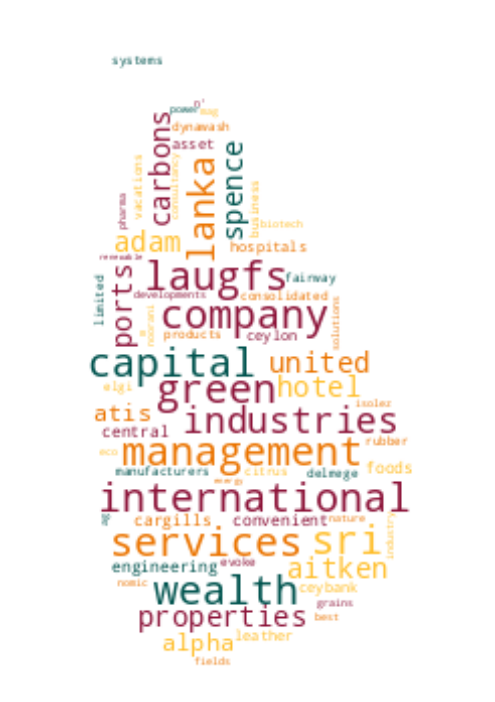 systems
o'
power
mag
dynawash
carbons
asset
lanka
spence
vacations
consultancy
business
pharma
biotech
adam
hospitals
renewable
laugfs
fairway
limited
ports
developments
consolidated
company
solutions
noorani
products
ceylon
capital
united
green
hotel
elgi
isolez
atis
industries
central
management
rubber
eco
manufacturers
citrus
delmege
foods
energy
international
cargills
convenient
nature
services
sri
industry
engineering
evoke
aitken
nomic
wealth
ceybank
grains
properties
best
alpha
leather
fields